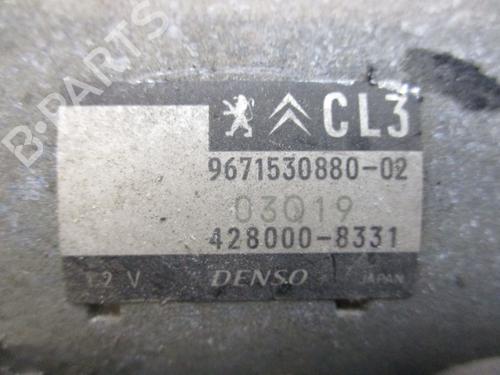 B-PARTS
CL3
9671530880-02
03Q19
428000-8331
12 V DENSO JAPAN